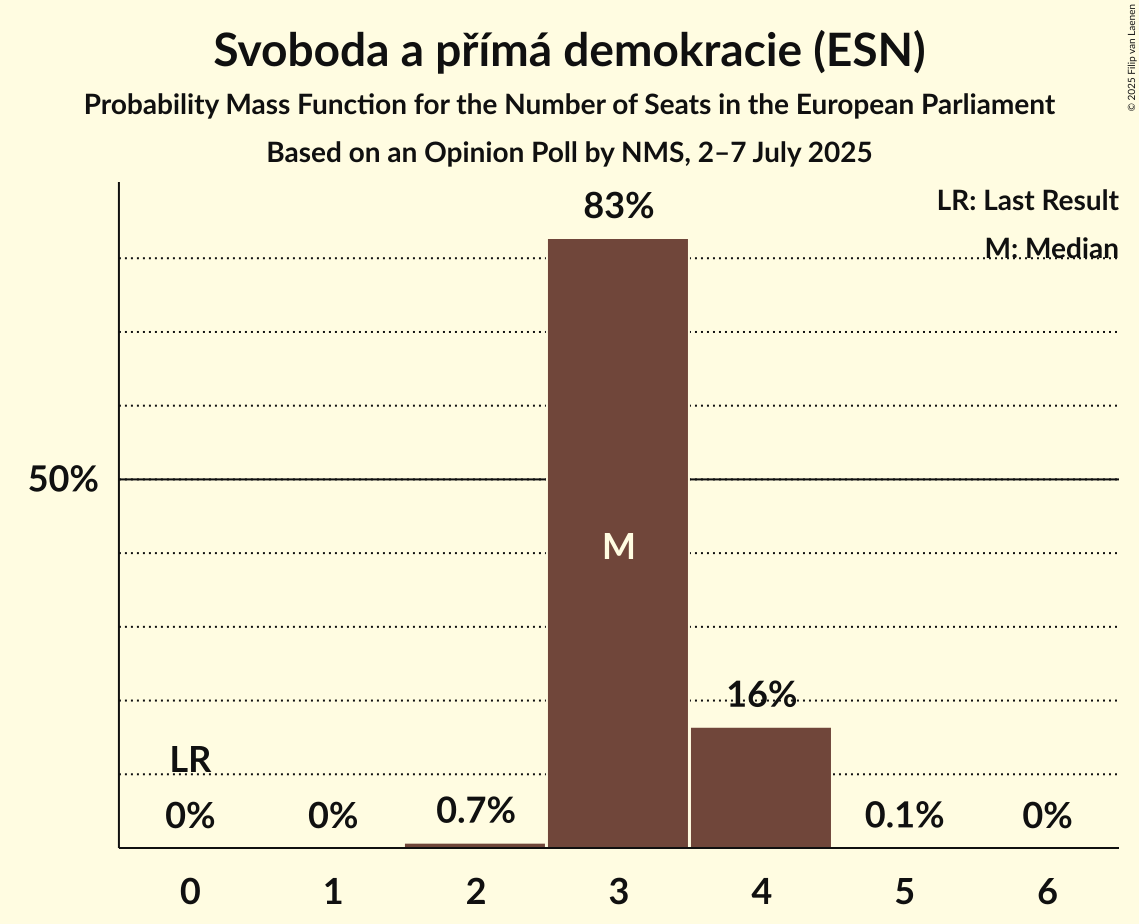 Svoboda a přímá demokracie (ESN)
Probability Mass Function for the Number of Seats in the European Parliament
Based on an Opinion Poll by NMS, 2–7 July 2025
© 2025 Filip van Laenen
LR: Last Result
M: Median
83%
50%
M
16%
LR
0%
0%
0.7%
0.1%
0%
0 1 2 3 4 5 6